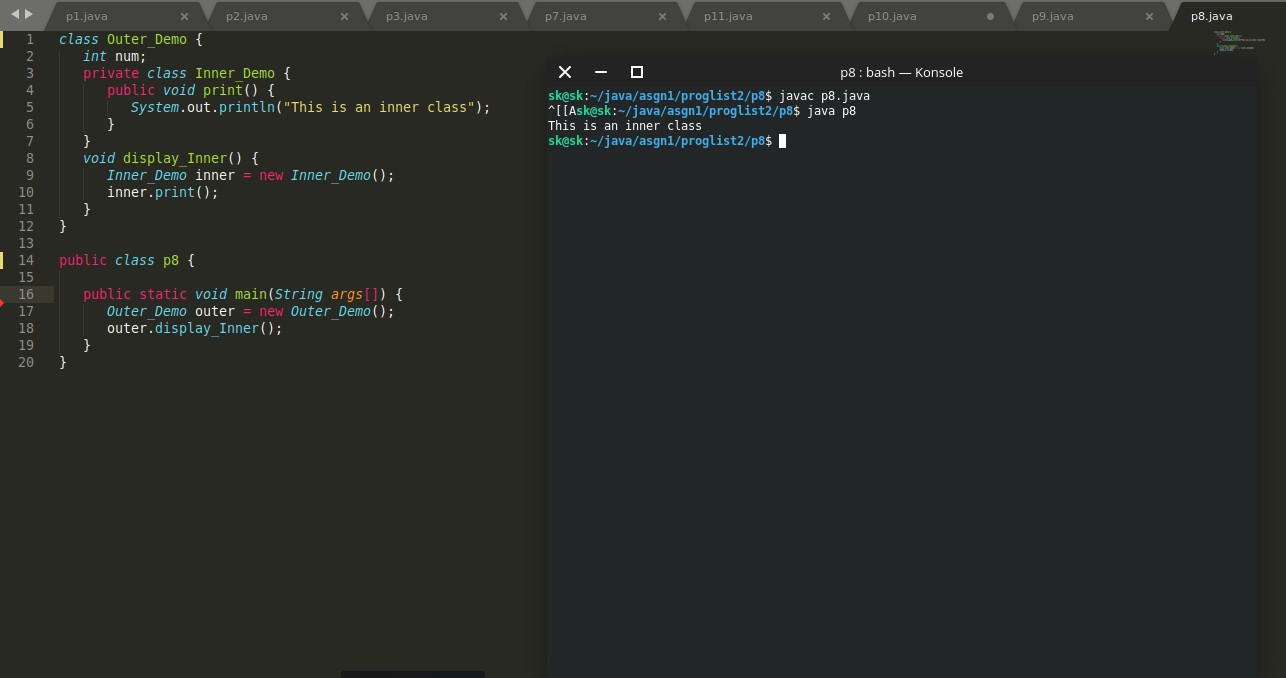 p1.java p2.java p3.java p7.java p11.java p10.java p9.java p8.java
1 class Outer_Demo {
2 int num;
3 private class Inner_Demo {
4 public void print() {
5 System.out.println("This is an inner class");
6 }
7 }
8 void display_Inner() {
9 Inner_Demo inner = new Inner_Demo();
10 inner.print();
11 }
12 }
13
14 public class p8 {
15
16 public static void main(String args[]) {
17 Outer_Demo outer = new Outer_Demo();
18 outer.display_Inner();
19 }
20 }
p8 : bash — Konsole
sk@sk:~/java/asgn1/proglist2/p8$ javac p8.java
^[[Ask@sk:~/java/asgn1/proglist2/p8$ java p8
This is an inner class
sk@sk:~/java/asgn1/proglist2/p8$